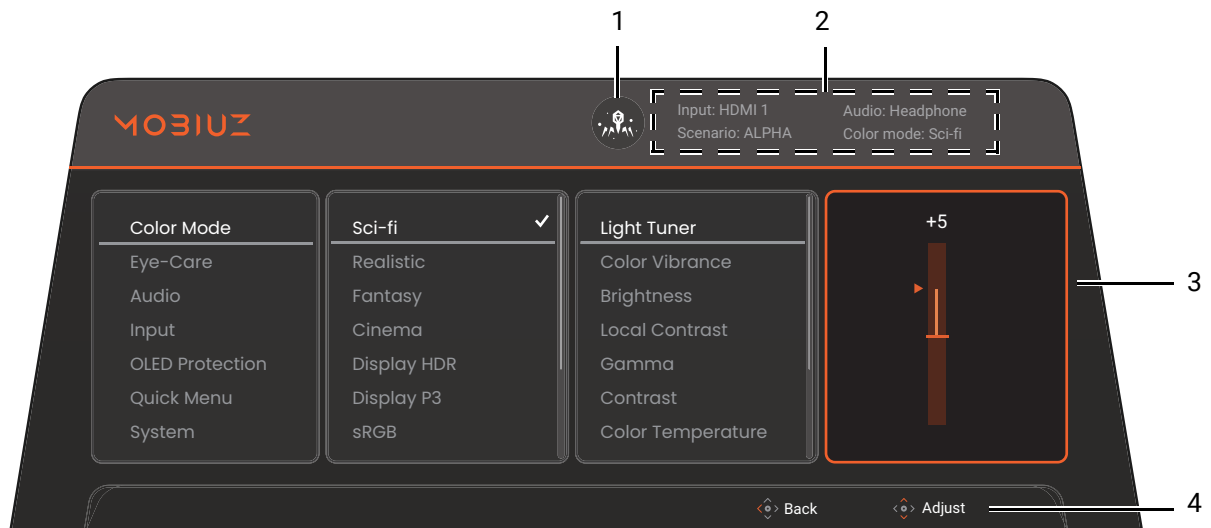 1
2
MOBIUZ
Input: HDMI 1
Audio: Headphone
Scenario: ALPHA
Color mode: Sci-fi
Color Mode
Eye-Care
Audio
Input
OLED Protection
Quick Menu
System
Sci-fi
Realistic
Fantasy
Cinema
Display HDR
Display P3
sRGB
Light Tuner
Color Vibrance
Brightness
Local Contrast
Gamma
Contrast
Color Temperature
+5
3
Back
Adjust
4